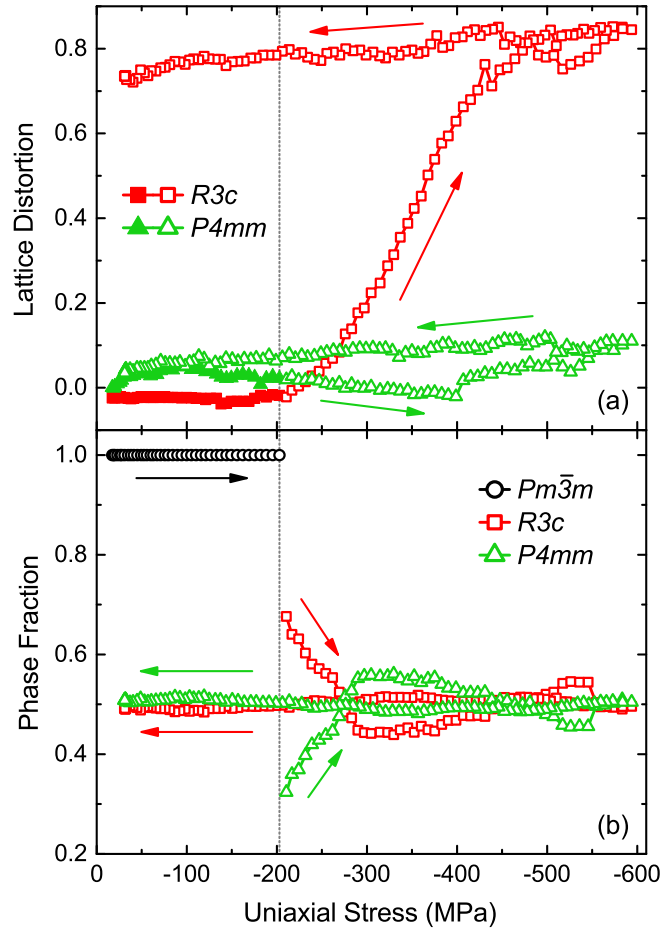 0.8
0.6
0.4
0.2
0.0
Lattice Distortion
R3c
P4mm
(a)
1.0
0.8
0.6
0.4
0.2
Phase Fraction
Pm3̅m
R3c
P4mm
(b)
0 -100 -200 -300 -400 -500 -600
Uniaxial Stress (MPa)